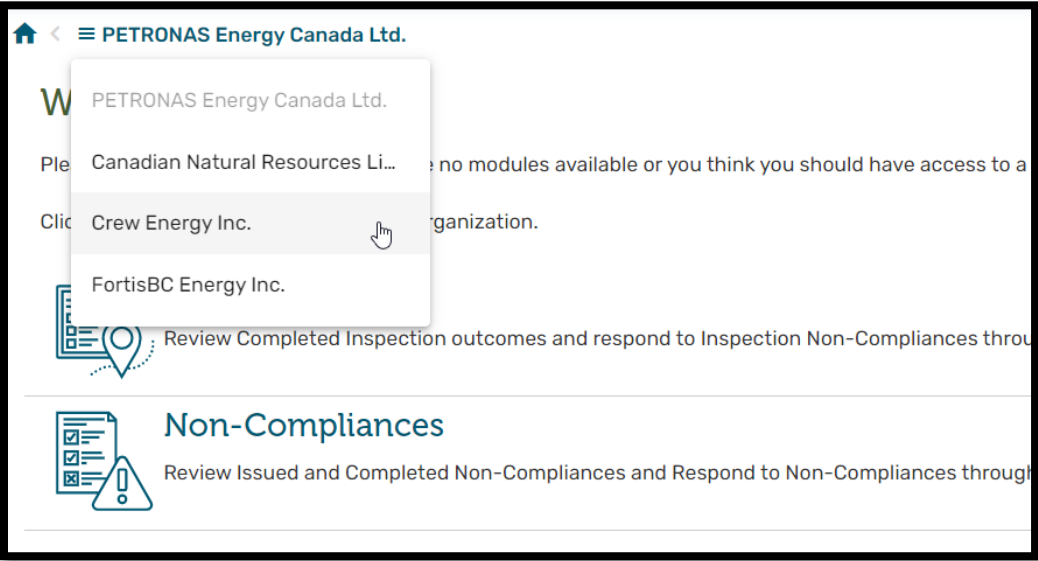 PETRONAS Energy Canada Ltd.
PETRONAS Energy Canada Ltd.
Canadian Natural Resources Li...
no modules available or you think you should have access to a
Crew Energy Inc.
FortisBC Energy Inc.
Review Completed Inspection outcomes and respond to Inspection Non-Compliances
Non-Compliances
Review Issued and Completed Non-Compliances and Respond to Non-Compliances through